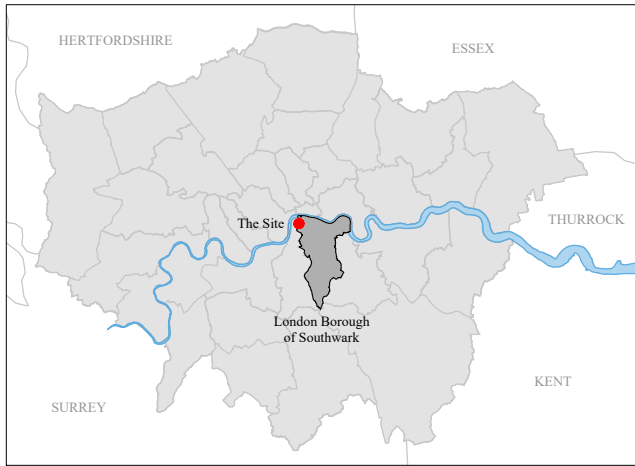 HERTFORDSHIRE
ESSEX
The Site
THURROCK
London Borough
of Southwark
KENT
SURREY